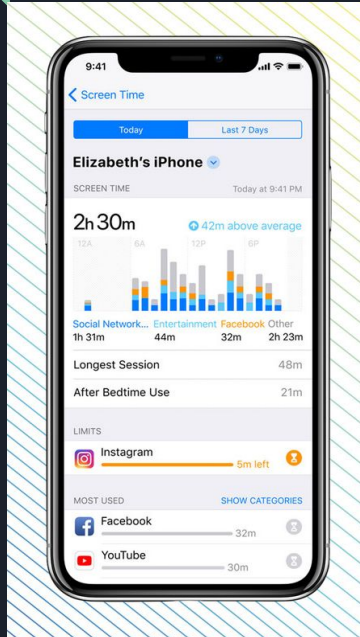 9:41
Screen Time
Today Last 7 Days
Elizabeth's iPhone
SCREEN TIME Today at 9:41 PM
2h 30m 42m above average
12A 6A 12P 6P
Social Network... Entertainment Facebook Other
1h 31m 44m 32m 2h 23m
Longest Session 48m
After Bedtime Use 21m
LIMITS
Instagram
5m left
MOST USED SHOW CATEGORIES
Facebook
32m
YouTube
30m